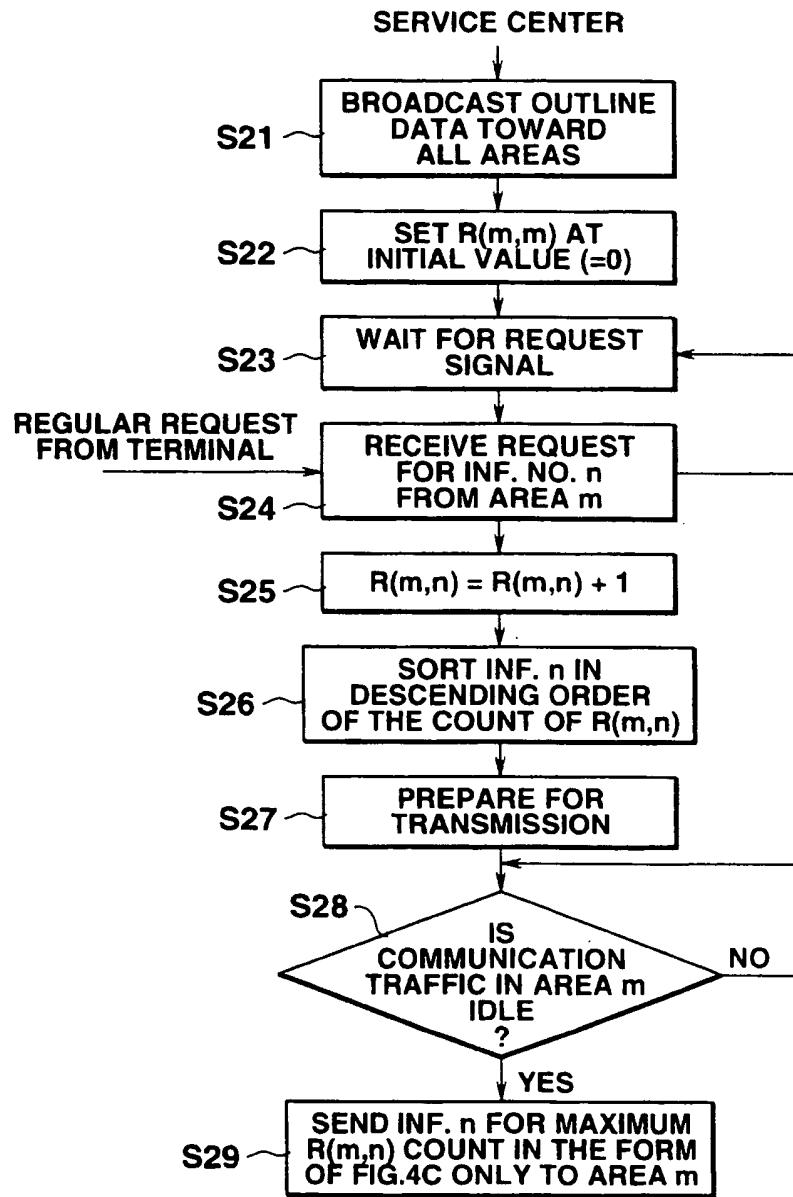 SERVICE CENTER
S21
BROADCAST OUTLINE
DATA TOWARD
ALL AREAS
S22
SET R(m,m) AT
INITIAL VALUE (=0)
S23
WAIT FOR REQUEST
SIGNAL
REGULAR REQUEST
FROM TERMINAL
S24
RECEIVE REQUEST
FOR INF. NO. n
FROM AREA m
S25
R(m,n) = R(m,n) + 1
S26
SORT INF. n IN
DESCENDING ORDER
OF THE COUNT OF R(m,n)
S27
PREPARE FOR
TRANSMISSION
S28
IS
COMMUNICATION
TRAFFIC IN AREA m
IDLE
?
NO
YES
S29
SEND INF. n FOR MAXIMUM
R(m,n) COUNT IN THE FORM
OF FIG.4C ONLY TO AREA m